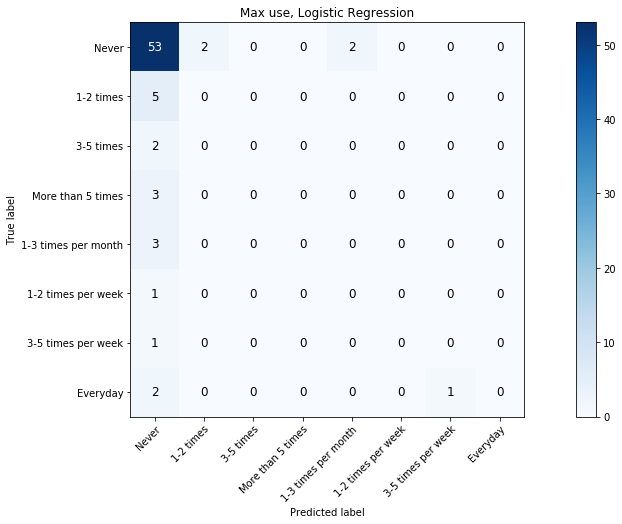 Max use, Logistic Regression
True label
Never 53 2 0 0 2 0 0 0
1-2 times 5 0 0 0 0 0 0 0
3-5 times 2 0 0 0 0 0 0 0
More than 5 times 3 0 0 0 0 0 0 0
1-3 times per month 3 0 0 0 0 0 0 0
1-2 times per week 1 0 0 0 0 0 0 0
3-5 times per week 1 0 0 0 0 0 0 0
Everyday 2 0 0 0 0 0 1 0
Never
1-2 times
3-5 times
More than 5 times
1-3 times per month
1-2 times per week
3-5 times per week
Everyday
Predicted label
50
40
30
20
10
0